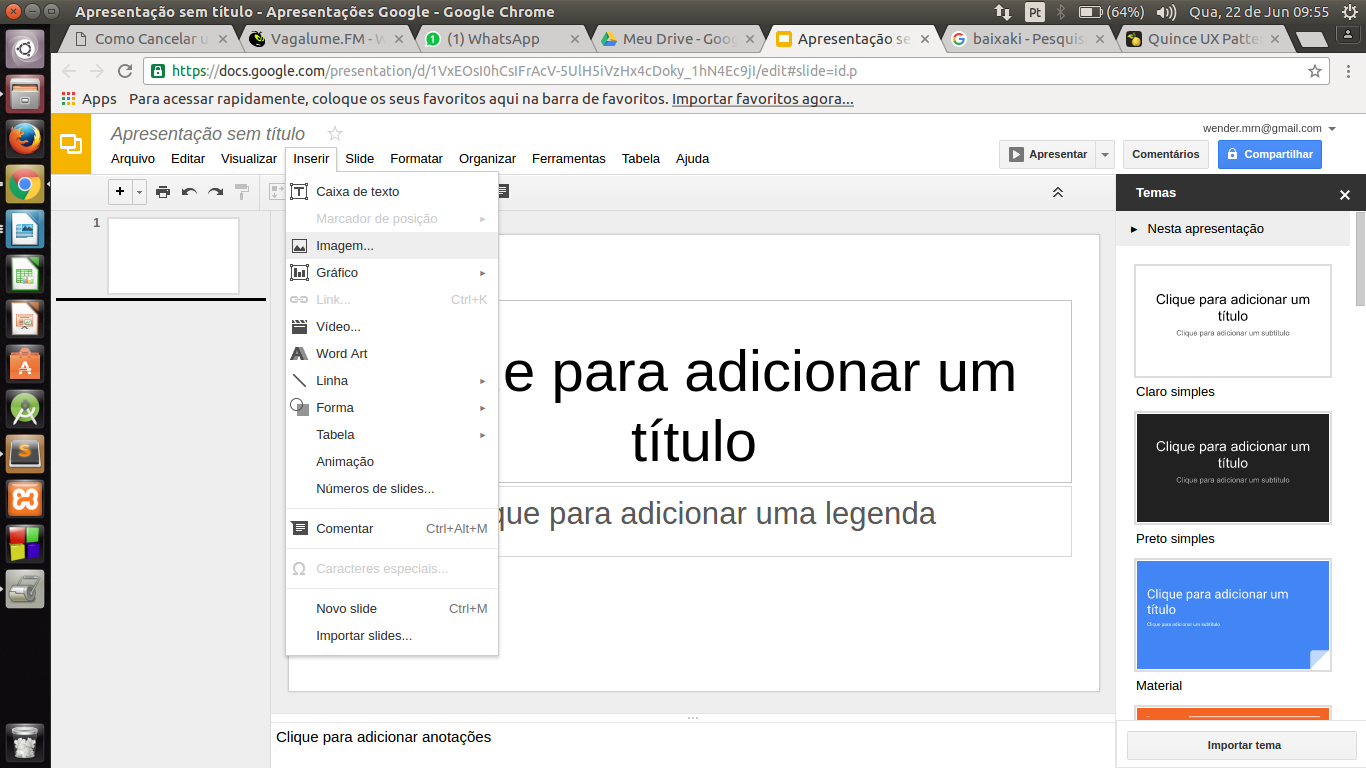 Apresentação sem título - Apresentações Google - Google Chrome
Pt (64%) Qua, 22 de Jun 09:55
Como Cancelar u
Vagalume.FM - W
(1) WhatsApp
Meu Drive - Goo
Apresentação se
baixaki - Pesquis
Quince UX Patte
https://docs.google.com/presentation/d/1VxEOsI0hCsIFrAcV-5UlH5iVzHx4cDoky_1hN4Ec9jI/edit#slide=id.p
Apps Para acessar rapidamente, coloque os seus favoritos aqui na barra de favoritos. Importar favoritos agora...
Apresentação sem título
wender.mrn@gmail.com
Arquivo Editar Visualizar Inserir Slide Formatar Organizar Ferramentas Tabela Ajuda
Apresentar Comentários Compartilhar
Caixa de texto
Marcador de posição
Imagem...
Gráfico
Link... Ctrl+K
Vídeo...
Word Art
Linha
Forma
Tabela
Animação
Números de slides...
Comentar Ctrl+Alt+M
Caracteres especiais...
Novo slide Ctrl+M
Importar slides...
1
e para adicionar um
título
que para adicionar uma legenda
Clique para adicionar anotações
Temas
Nesta apresentação
Clique para adicionar um
título
Clique para adicionar um subtítulo
Claro simples
Clique para adicionar um
título
Clique para adicionar um subtítulo
Preto simples
Clique para adicionar um
título
Clique para adicionar um subtítulo
Material
Importar tema